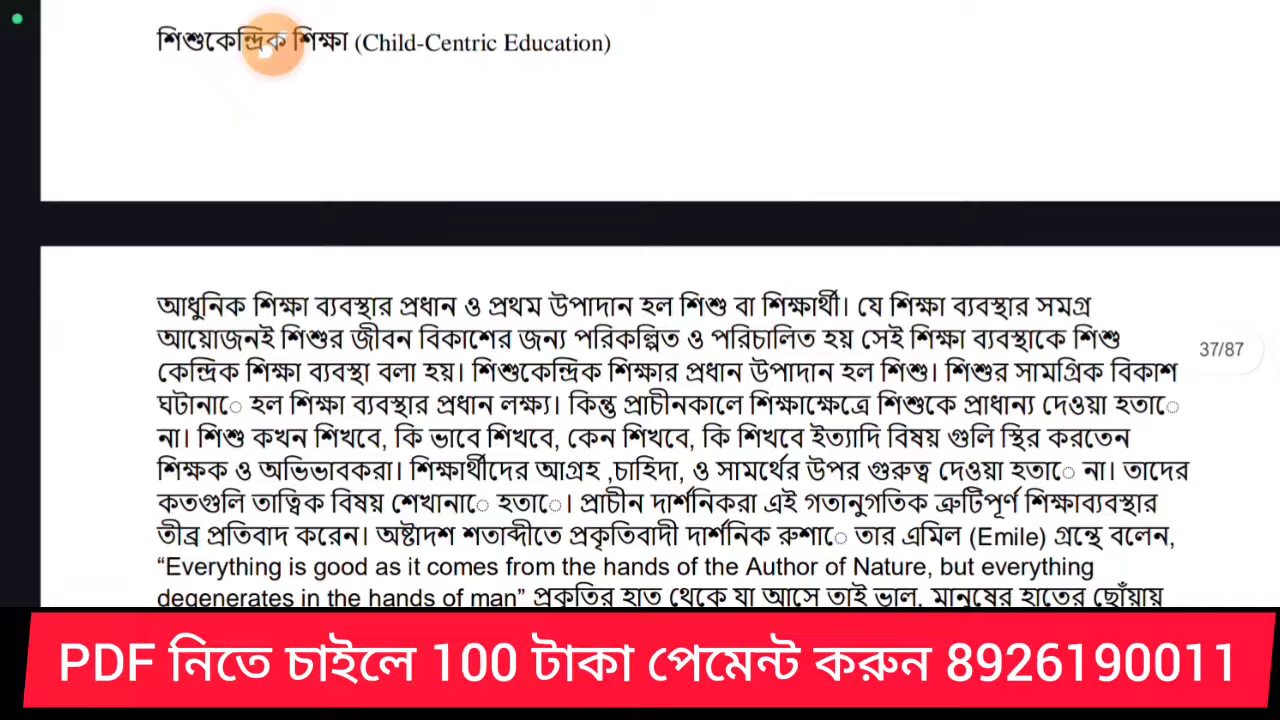 শিশুকেন্দ্রিক শিক্ষা (Child-Centric Education)
আধুনিক শিক্ষা ব্যবস্থার প্রধান ও প্রথম উপাদান হল শিশু বা শিক্ষার্থী। যে শিক্ষা ব্যবস্থার সমগ্র
আয়োজনই শিশুর জীবন বিকাশের জন্য পরিকল্পিত ও পরিচালিত হয় সেই শিক্ষা ব্যবস্থাকে শিশু
কেন্দ্রিক শিক্ষা ব্যবস্থা বলা হয়। শিশুকেন্দ্রিক শিক্ষার প্রধান উপাদান হল শিশু। শিশুর সামগ্রিক বিকাশ
ঘটানাে হল শিক্ষা ব্যবস্থার প্রধান লক্ষ্য। কিন্তু প্রাচীনকালে শিক্ষাক্ষেত্রে শিশুকে প্রাধান্য দেওয়া হতাে
না। শিশু কখন শিখবে, কি ভাবে শিখবে, কেন শিখবে, কি শিখবে ইত্যাদি বিষয় গুলি স্থির করতেন
37/87
শিক্ষক ও অভিভাবকরা। শিক্ষার্থীদের আগ্রহ ,চাহিদা, ও সামর্থের উপর গুরুত্ব দেওয়া হতাে না। তাদের
কতগুলি তাত্বিক বিষয় শেখানাে হতাে। প্রাচীন দার্শনিকরা এই গতানুগতিক ত্রুটিপূর্ণ শিক্ষাব্যবস্থার
তীব্র প্রতিবাদ করেন। অষ্টাদশ শতাব্দীতে প্রকৃতিবাদী দার্শনিক রুশাে তার এমিল (Emile) গ্রন্থে বলেন,
“Everything is good as it comes from the hands of the Author of Nature, but everything
degenerates in the hands of man” প্রকৃতির হাত থেকে যা আসে তাই ভাল, মানুষের হাতের ছোঁয়ায়
PDF নিতে চাইলে 100 টাকা পেমেন্ট করুন 8926190011